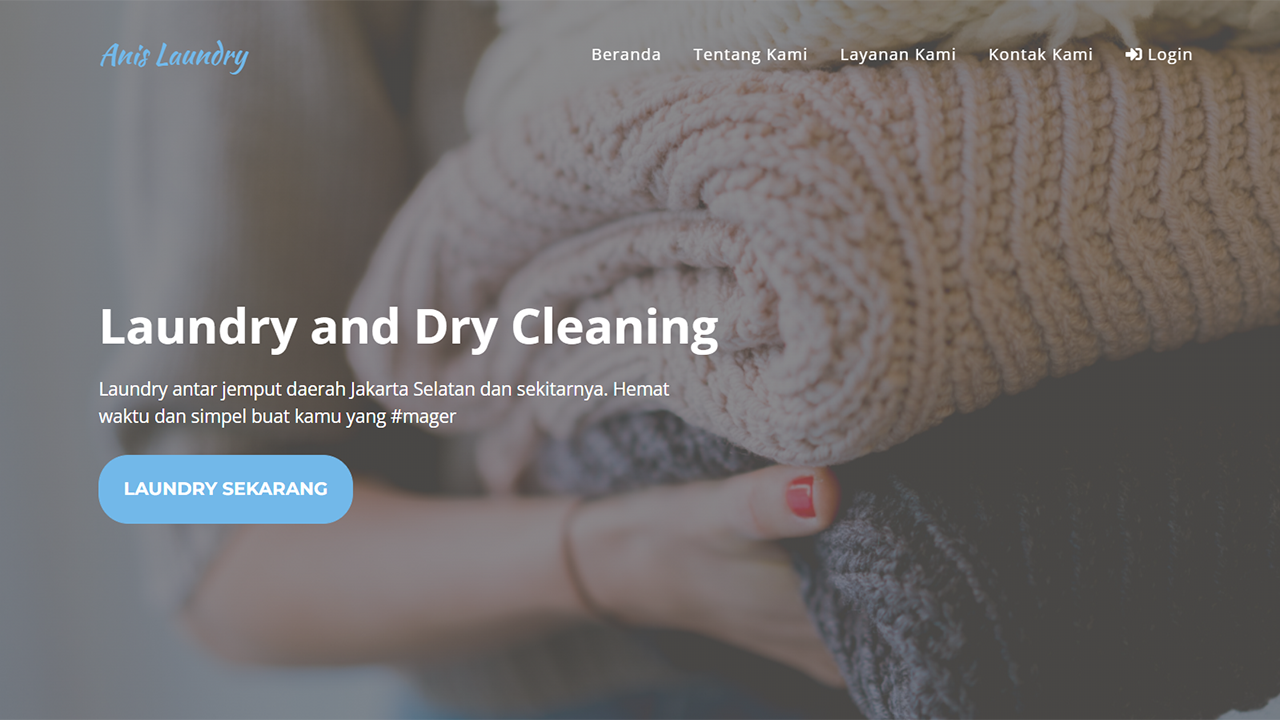 Anis Laundry
Beranda Tentang Kami Layanan Kami Kontak Kami Login
Laundry and Dry Cleaning
Laundry antar jemput daerah Jakarta Selatan dan sekitarnya. Hemat
waktu dan simpel buat kamu yang #mager
LAUNDRY SEKARANG